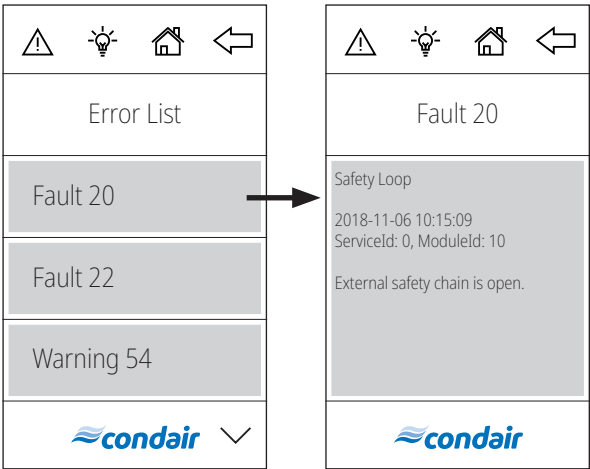 Error List
Fault 20
Fault 22
Warning 54
condair
Fault 20
Safety Loop
2018-11-06 10:15:09
ServiceId: 0, ModuleId: 10
External safety chain is open.
condair